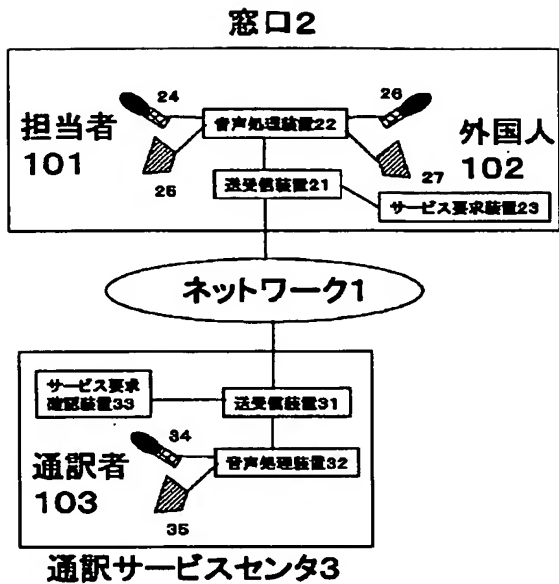 窓口2
24
26
担当者
101
音声処理装置22
外国人
102
25
27
送受信装置21
サービス要求装置23
ネットワーク1
サービス要求
確認装置33
送受信装置31
34
通訳者
103
音声処理装置32
35
通訳サービスセンタ3